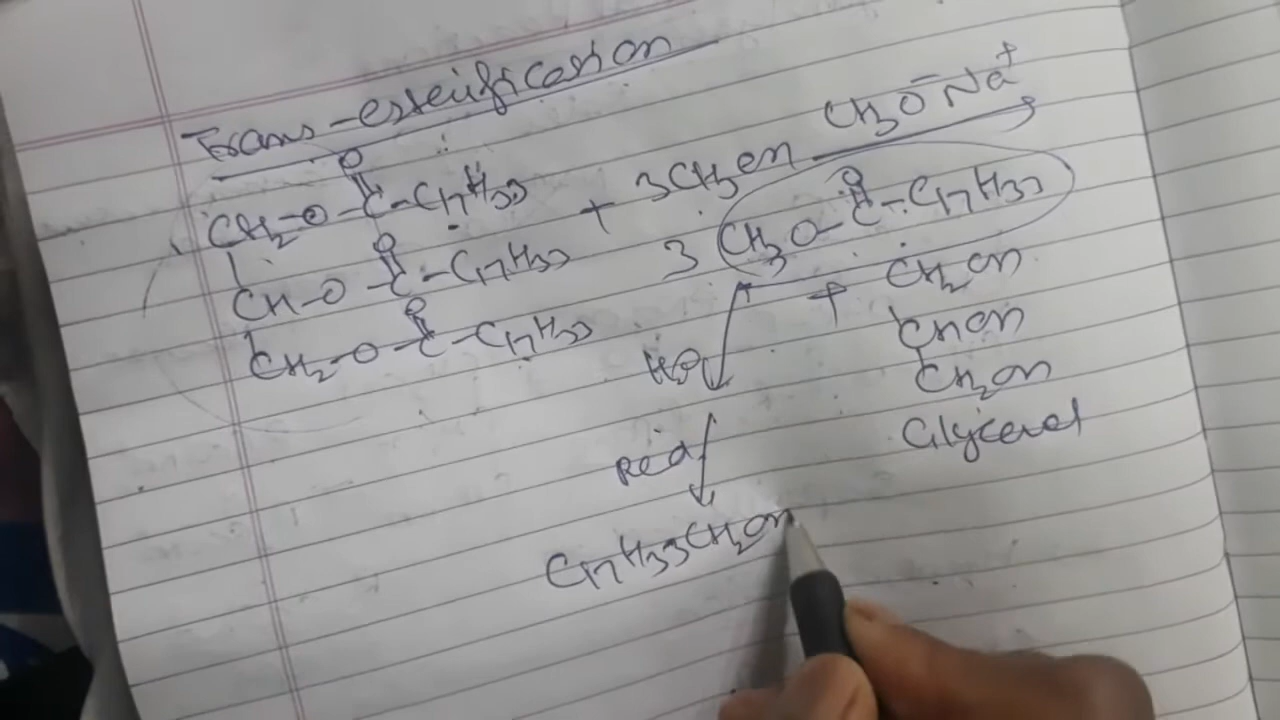 Trans-esterification
CH3O⁻Na⁺
CH2-O-C-C17H33 + 3CH3OH
O
CH-O-C-C17H33
O
CH2-O-C-C17H33
O
3 CH3O-C-C17H33
O
+
CH2OH
CHOH
CH2OH
Glycerol
H2O
Red
C17H33CH2OH